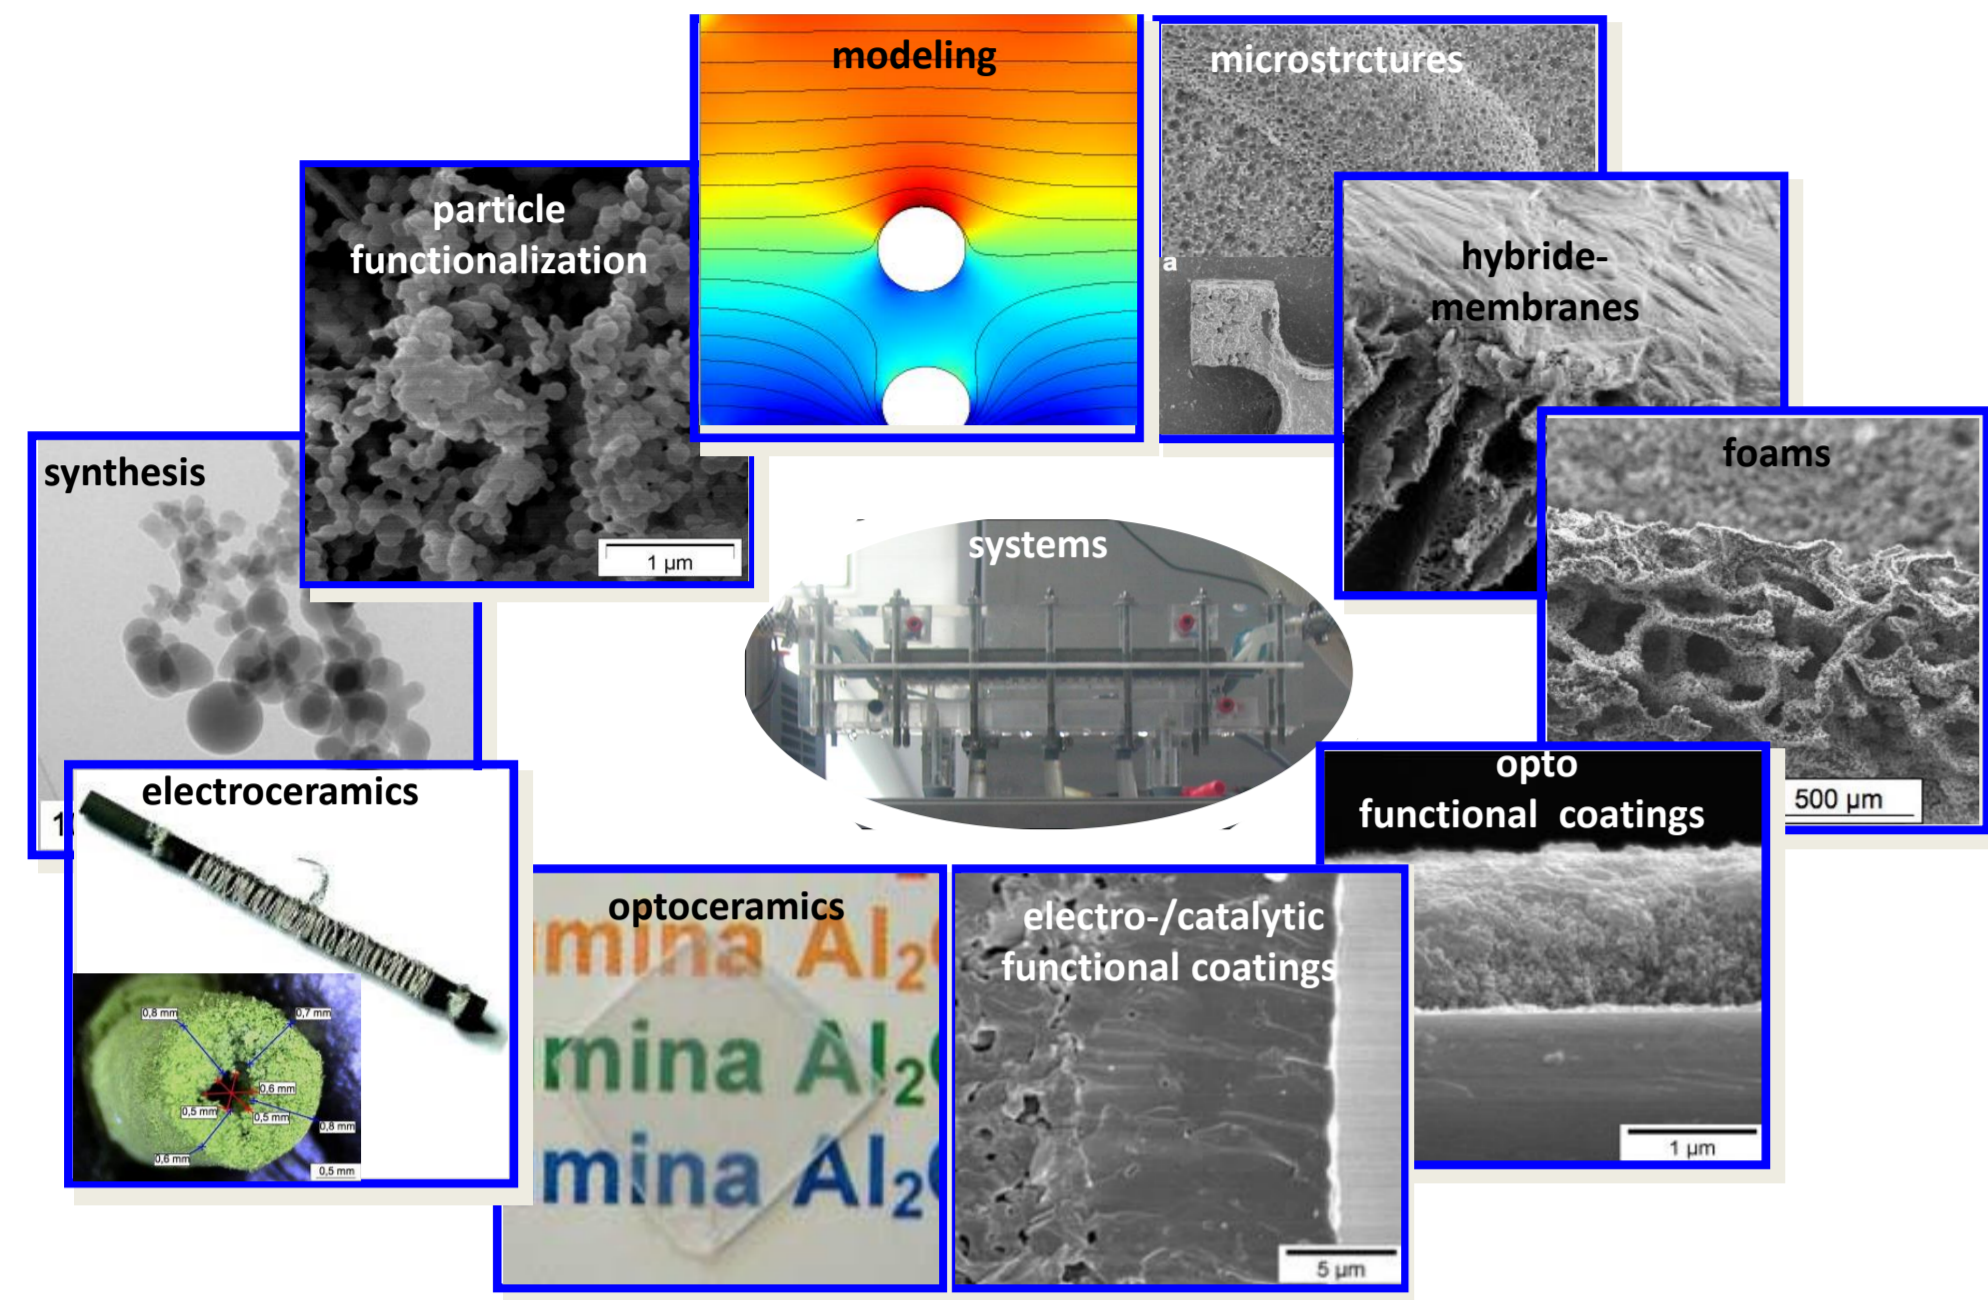 modeling
microstrctures
a
particle
functionalization
1 µm
hybride-
membranes
foams
500 µm
synthesis
systems
electroceramics
0,8 mm
0,7 mm
0,6 mm
0,5 mm
0,5 mm
0,8 mm
0,6 mm
0,5 mm
optoceramics
mina Al₂
mina Al₂
mina Al₂
electro-/catalytic
functional coatings
5 µm
opto
functional coatings
1 µm